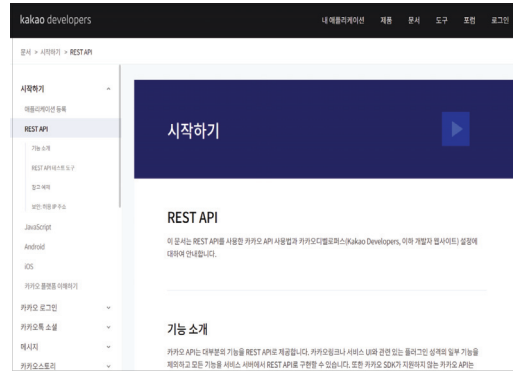 kakao developers
내 애플리케이션 제품 문서 도구 포럼 로그인
문서 > 시작하기 > REST API
시작하기
애플리케이션 등록
REST API
기능 소개
REST API 테스트 도구
참고 예제
보안: 허용 IP 주소
JavaScript
Android
iOS
카카오 플랫폼 이해하기
카카오 로그인
카카오톡 소셜
메시지
카카오스토리
시작하기
REST API
이 문서는 REST API를 사용한 카카오 API 사용법과 카카오디벨로퍼스(Kakao Developers, 이하 개발자 웹사이트) 설정에
대하여 안내합니다.
기능 소개
카카오 API는 대부분의 기능을 REST API로 제공합니다. 카카오링크나 서비스 UI와 관련 있는 플러그인 성격의 일부 기능을
제외하고 모든 기능을 서비스 서버에서 REST API로 구현할 수 있습니다. 또한 카카오 SDK가 지원하지 않는 카카오 API는